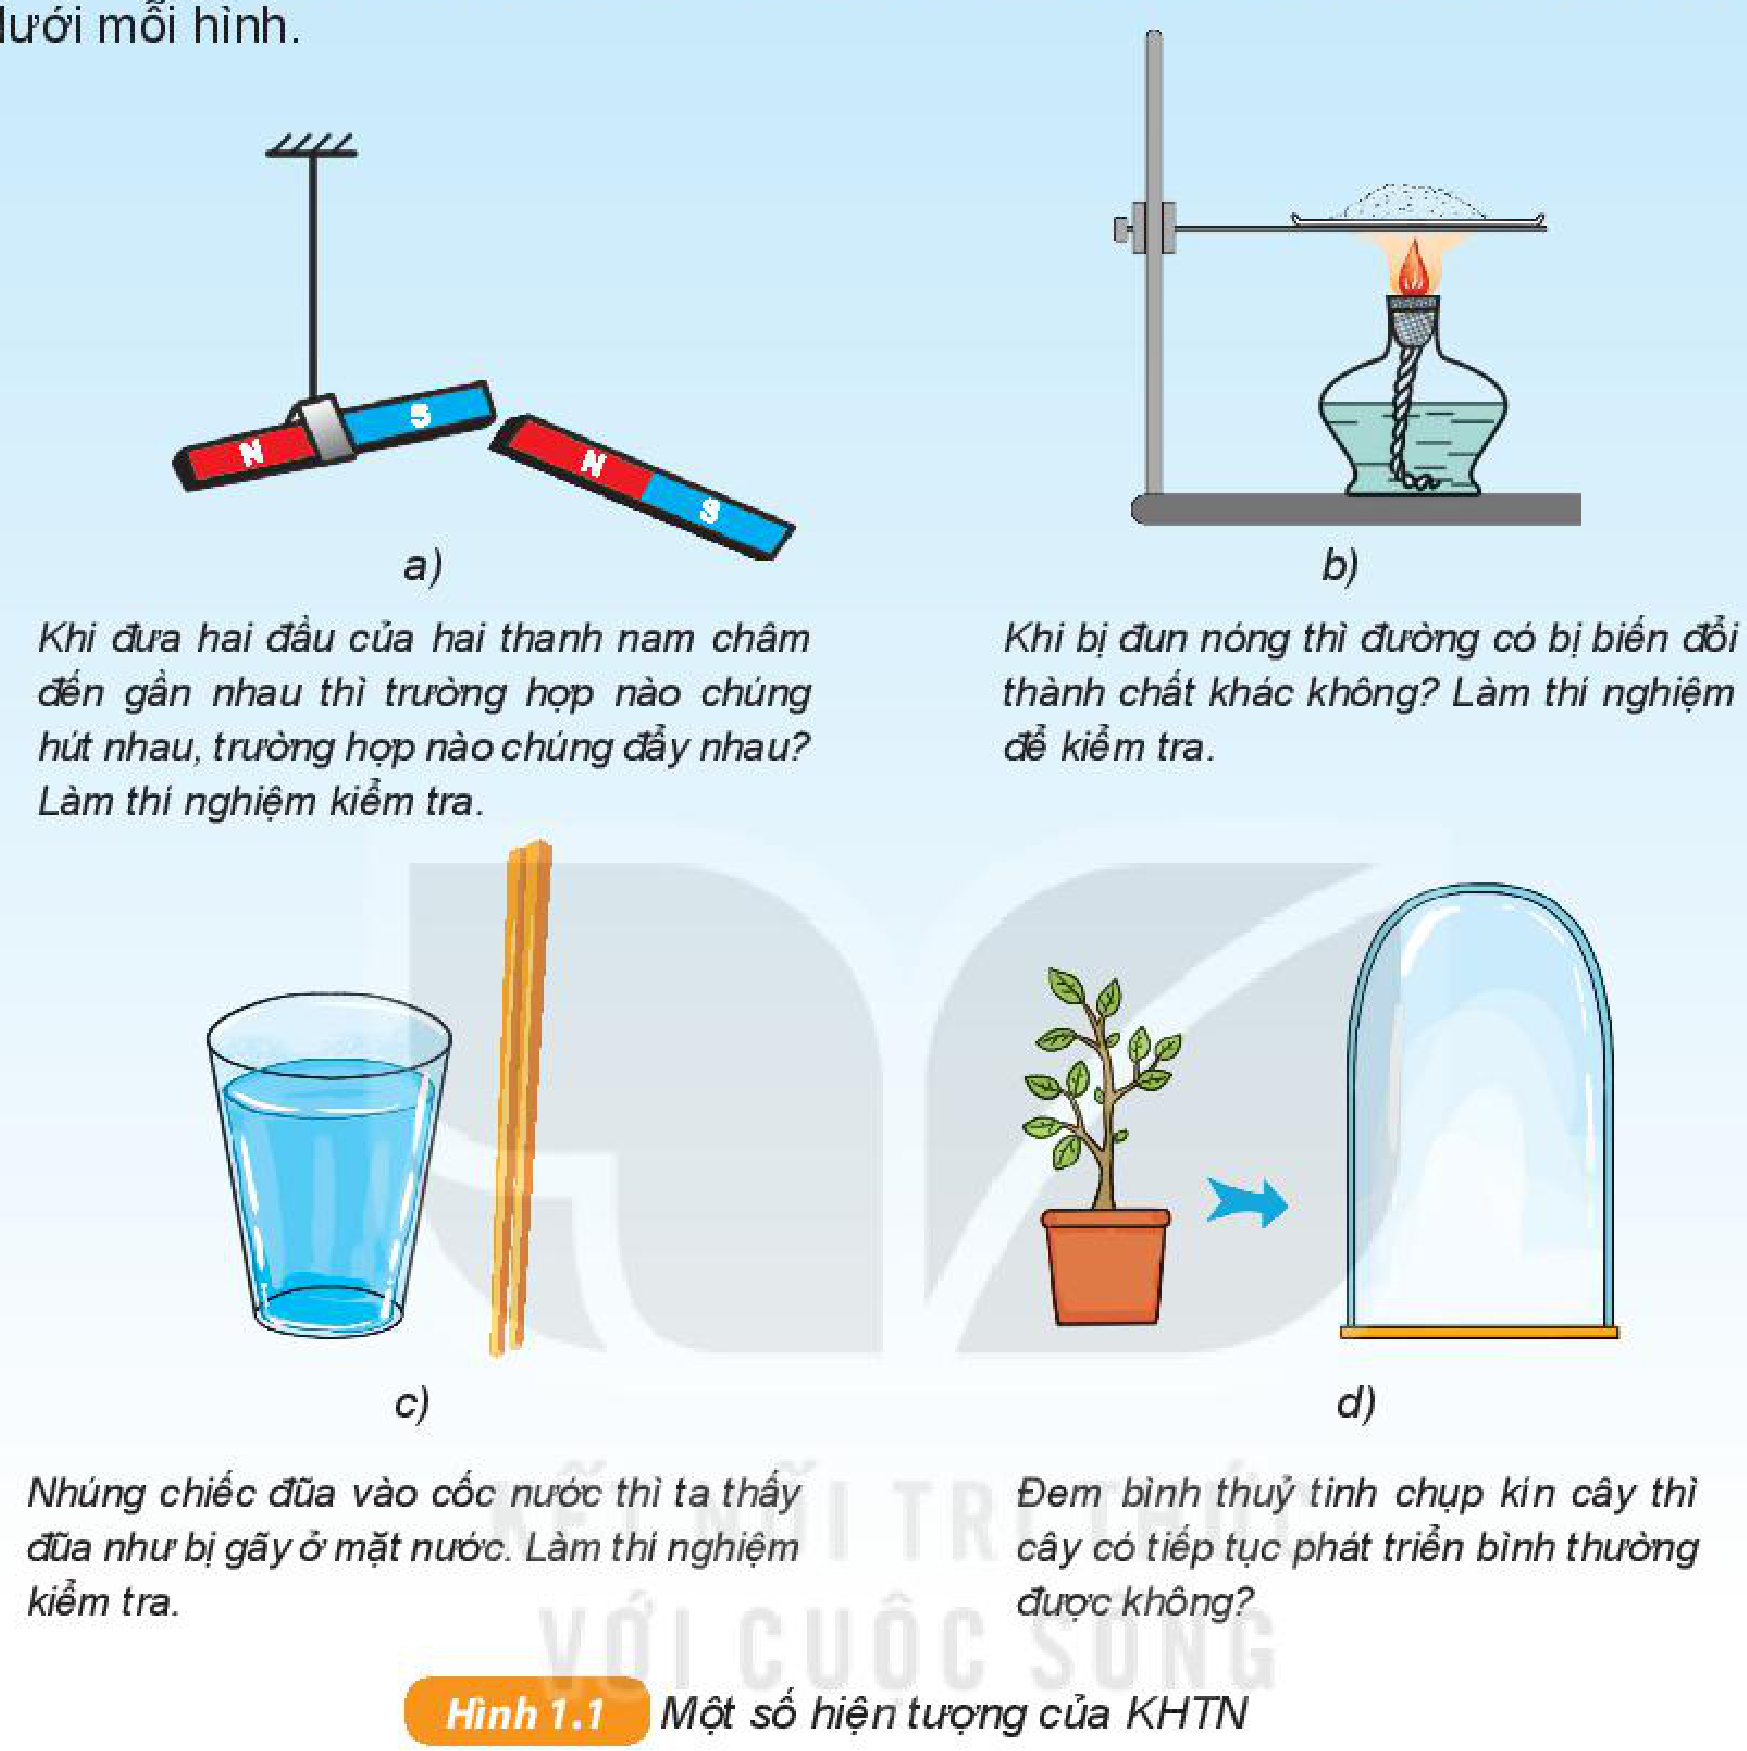 lưới mỗi hình.
N
S
N
S
a)
b)
Khi đưa hai đầu của hai thanh nam châm
đến gần nhau thì trường hợp nào chúng
hút nhau, trường hợp nào chúng đẩy nhau?
Làm thí nghiệm kiểm tra.
Khi bị đun nóng thì đường có bị biến đổi
thành chất khác không? Làm thí nghiệm
để kiểm tra.
c)
d)
Nhúng chiếc đũa vào cốc nước thì ta thấy
đũa như bị gãy ở mặt nước. Làm thí nghiệm
kiểm tra.
Đem bình thuỷ tinh chụp kín cây thì
cây có tiếp tục phát triển bình thường
được không?
KẾT NỐI TRI THỨC
VỚI CUỘC SỐNG
Hình 1.1 Một số hiện tượng của KHTN